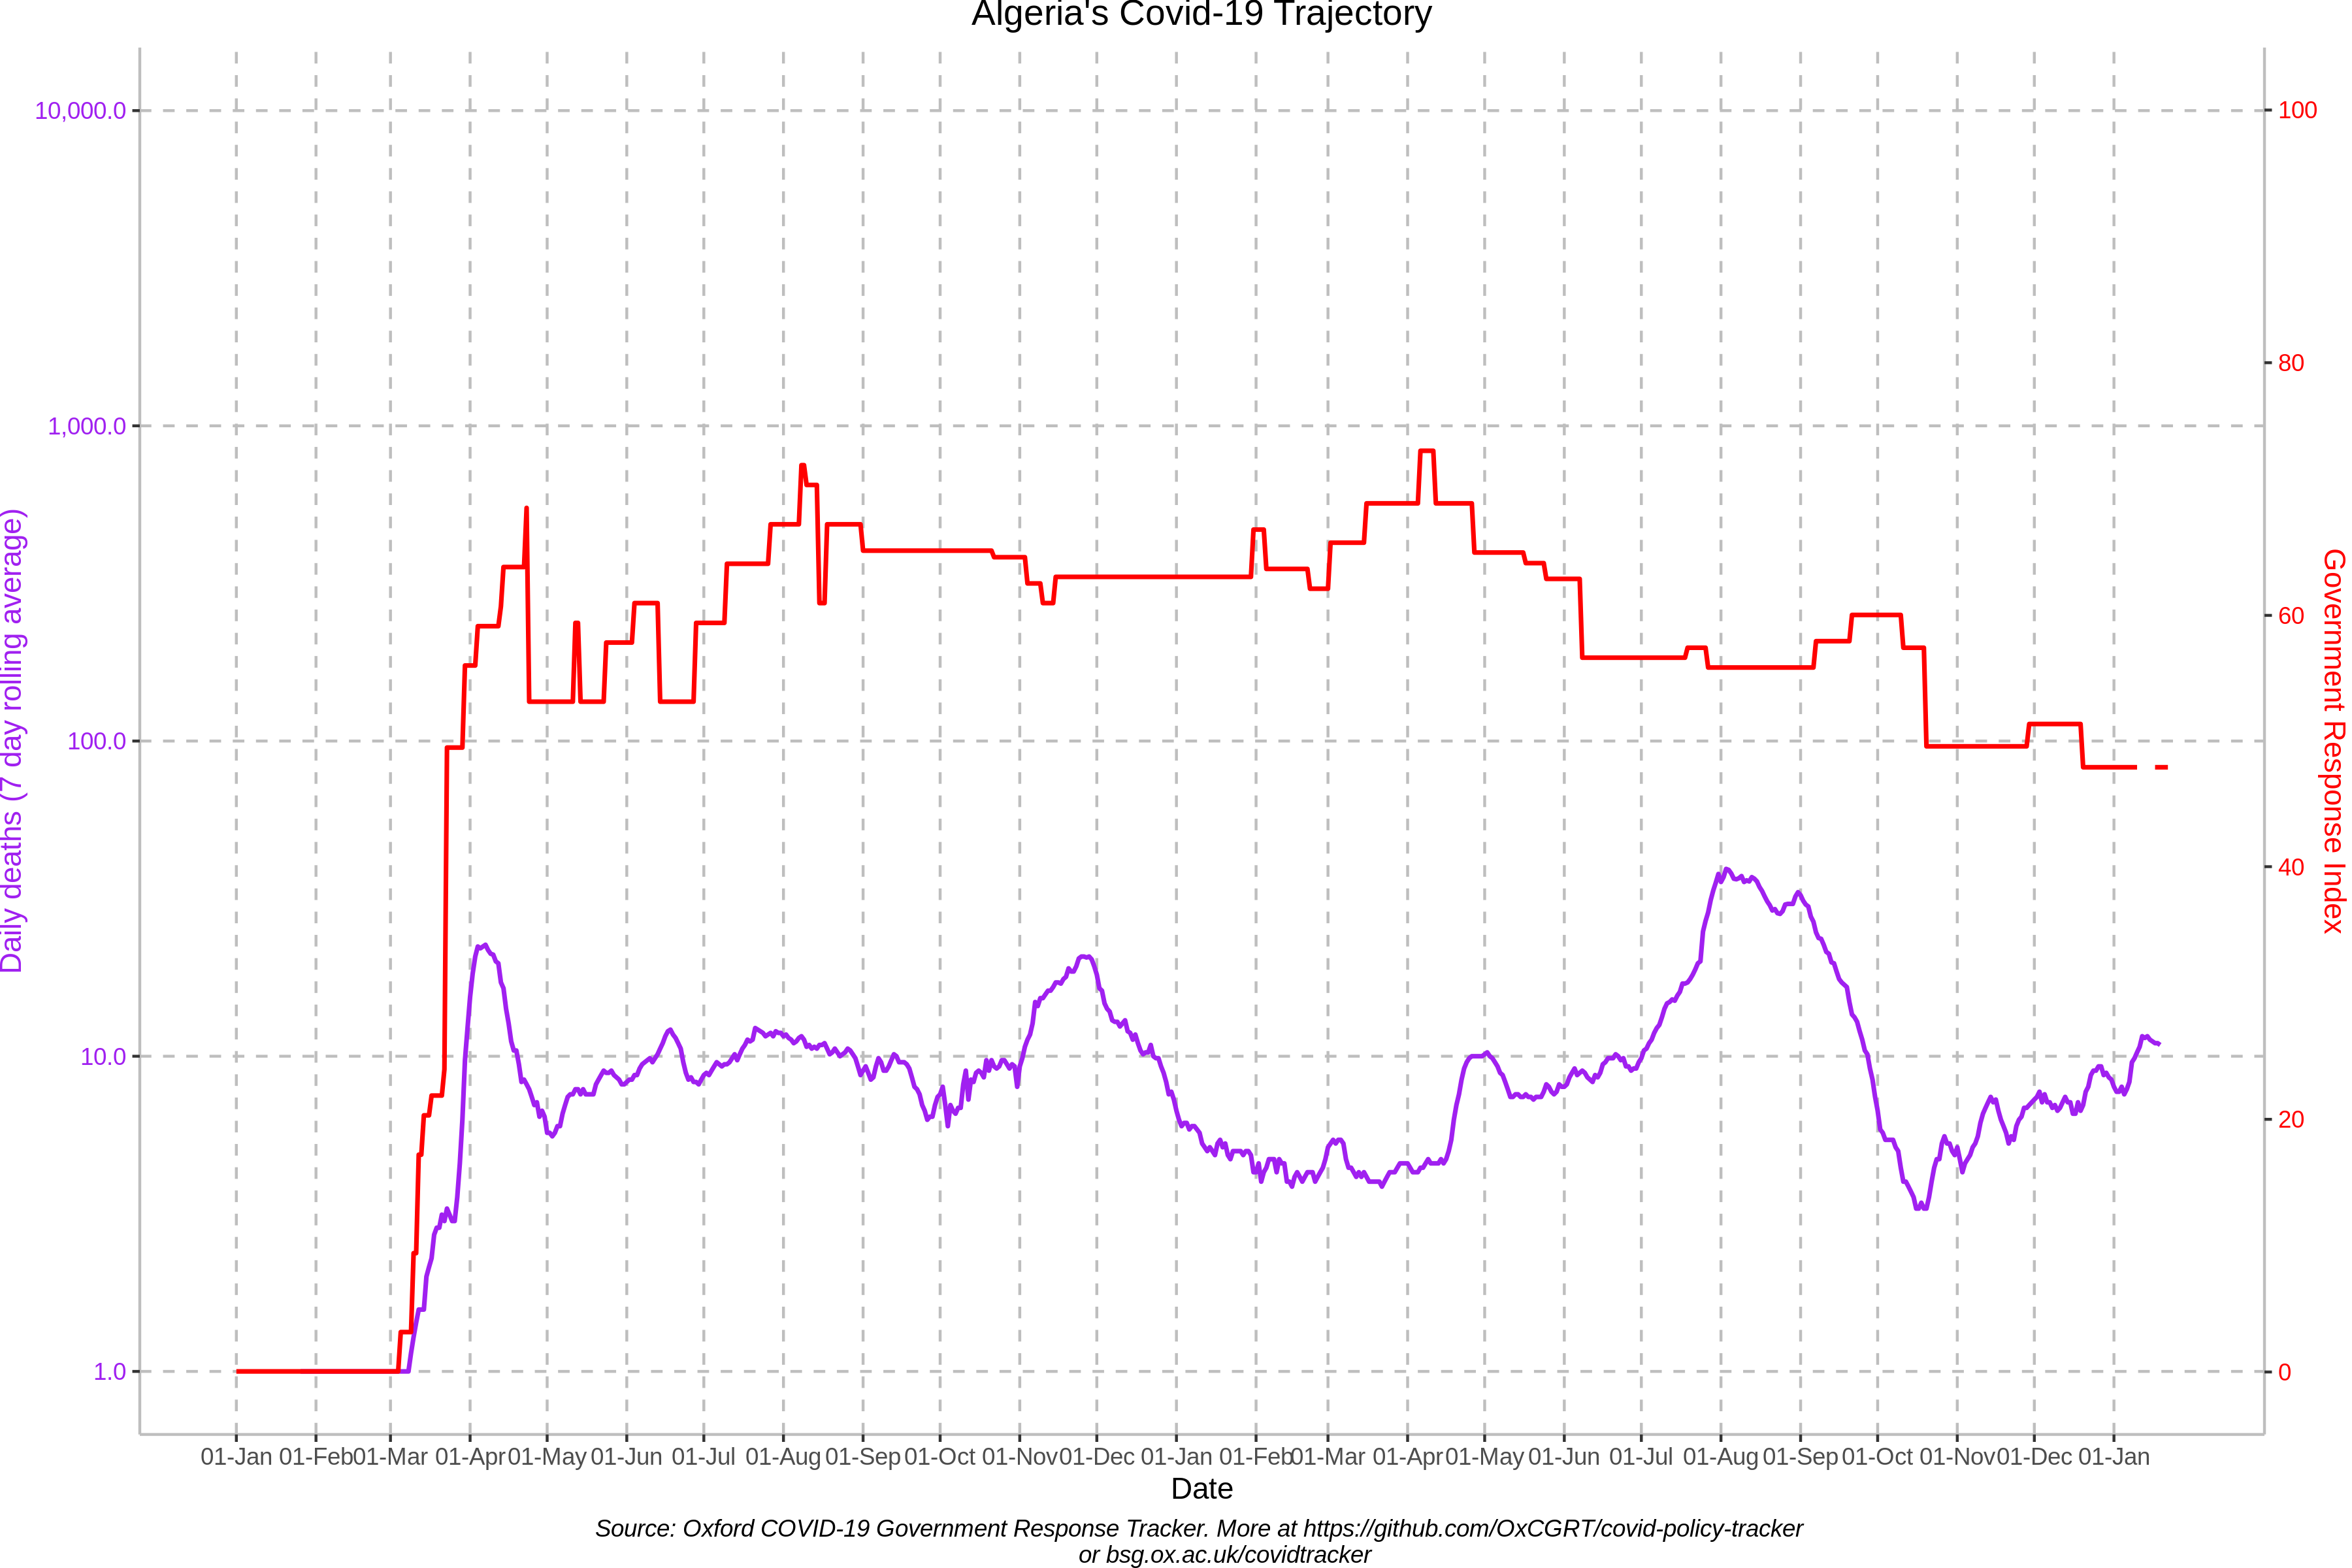 Algeria's Covid-19 Trajectory
10,000.0
1,000.0
100.0
10.0
1.0
Daily deaths (7 day rolling average)
100
80
60
40
20
0
Government Response Index
01-Jan 01-Feb 01-Mar 01-Apr 01-May 01-Jun 01-Jul 01-Aug 01-Sep 01-Oct 01-Nov 01-Dec 01-Jan 01-Feb 01-Mar 01-Apr 01-May 01-Jun 01-Jul 01-Aug 01-Sep 01-Oct 01-Nov 01-Dec 01-Jan
Date
Source: Oxford COVID-19 Government Response Tracker. More at https://github.com/OxCGRT/covid-policy-tracker
or bsg.ox.ac.uk/covidtracker